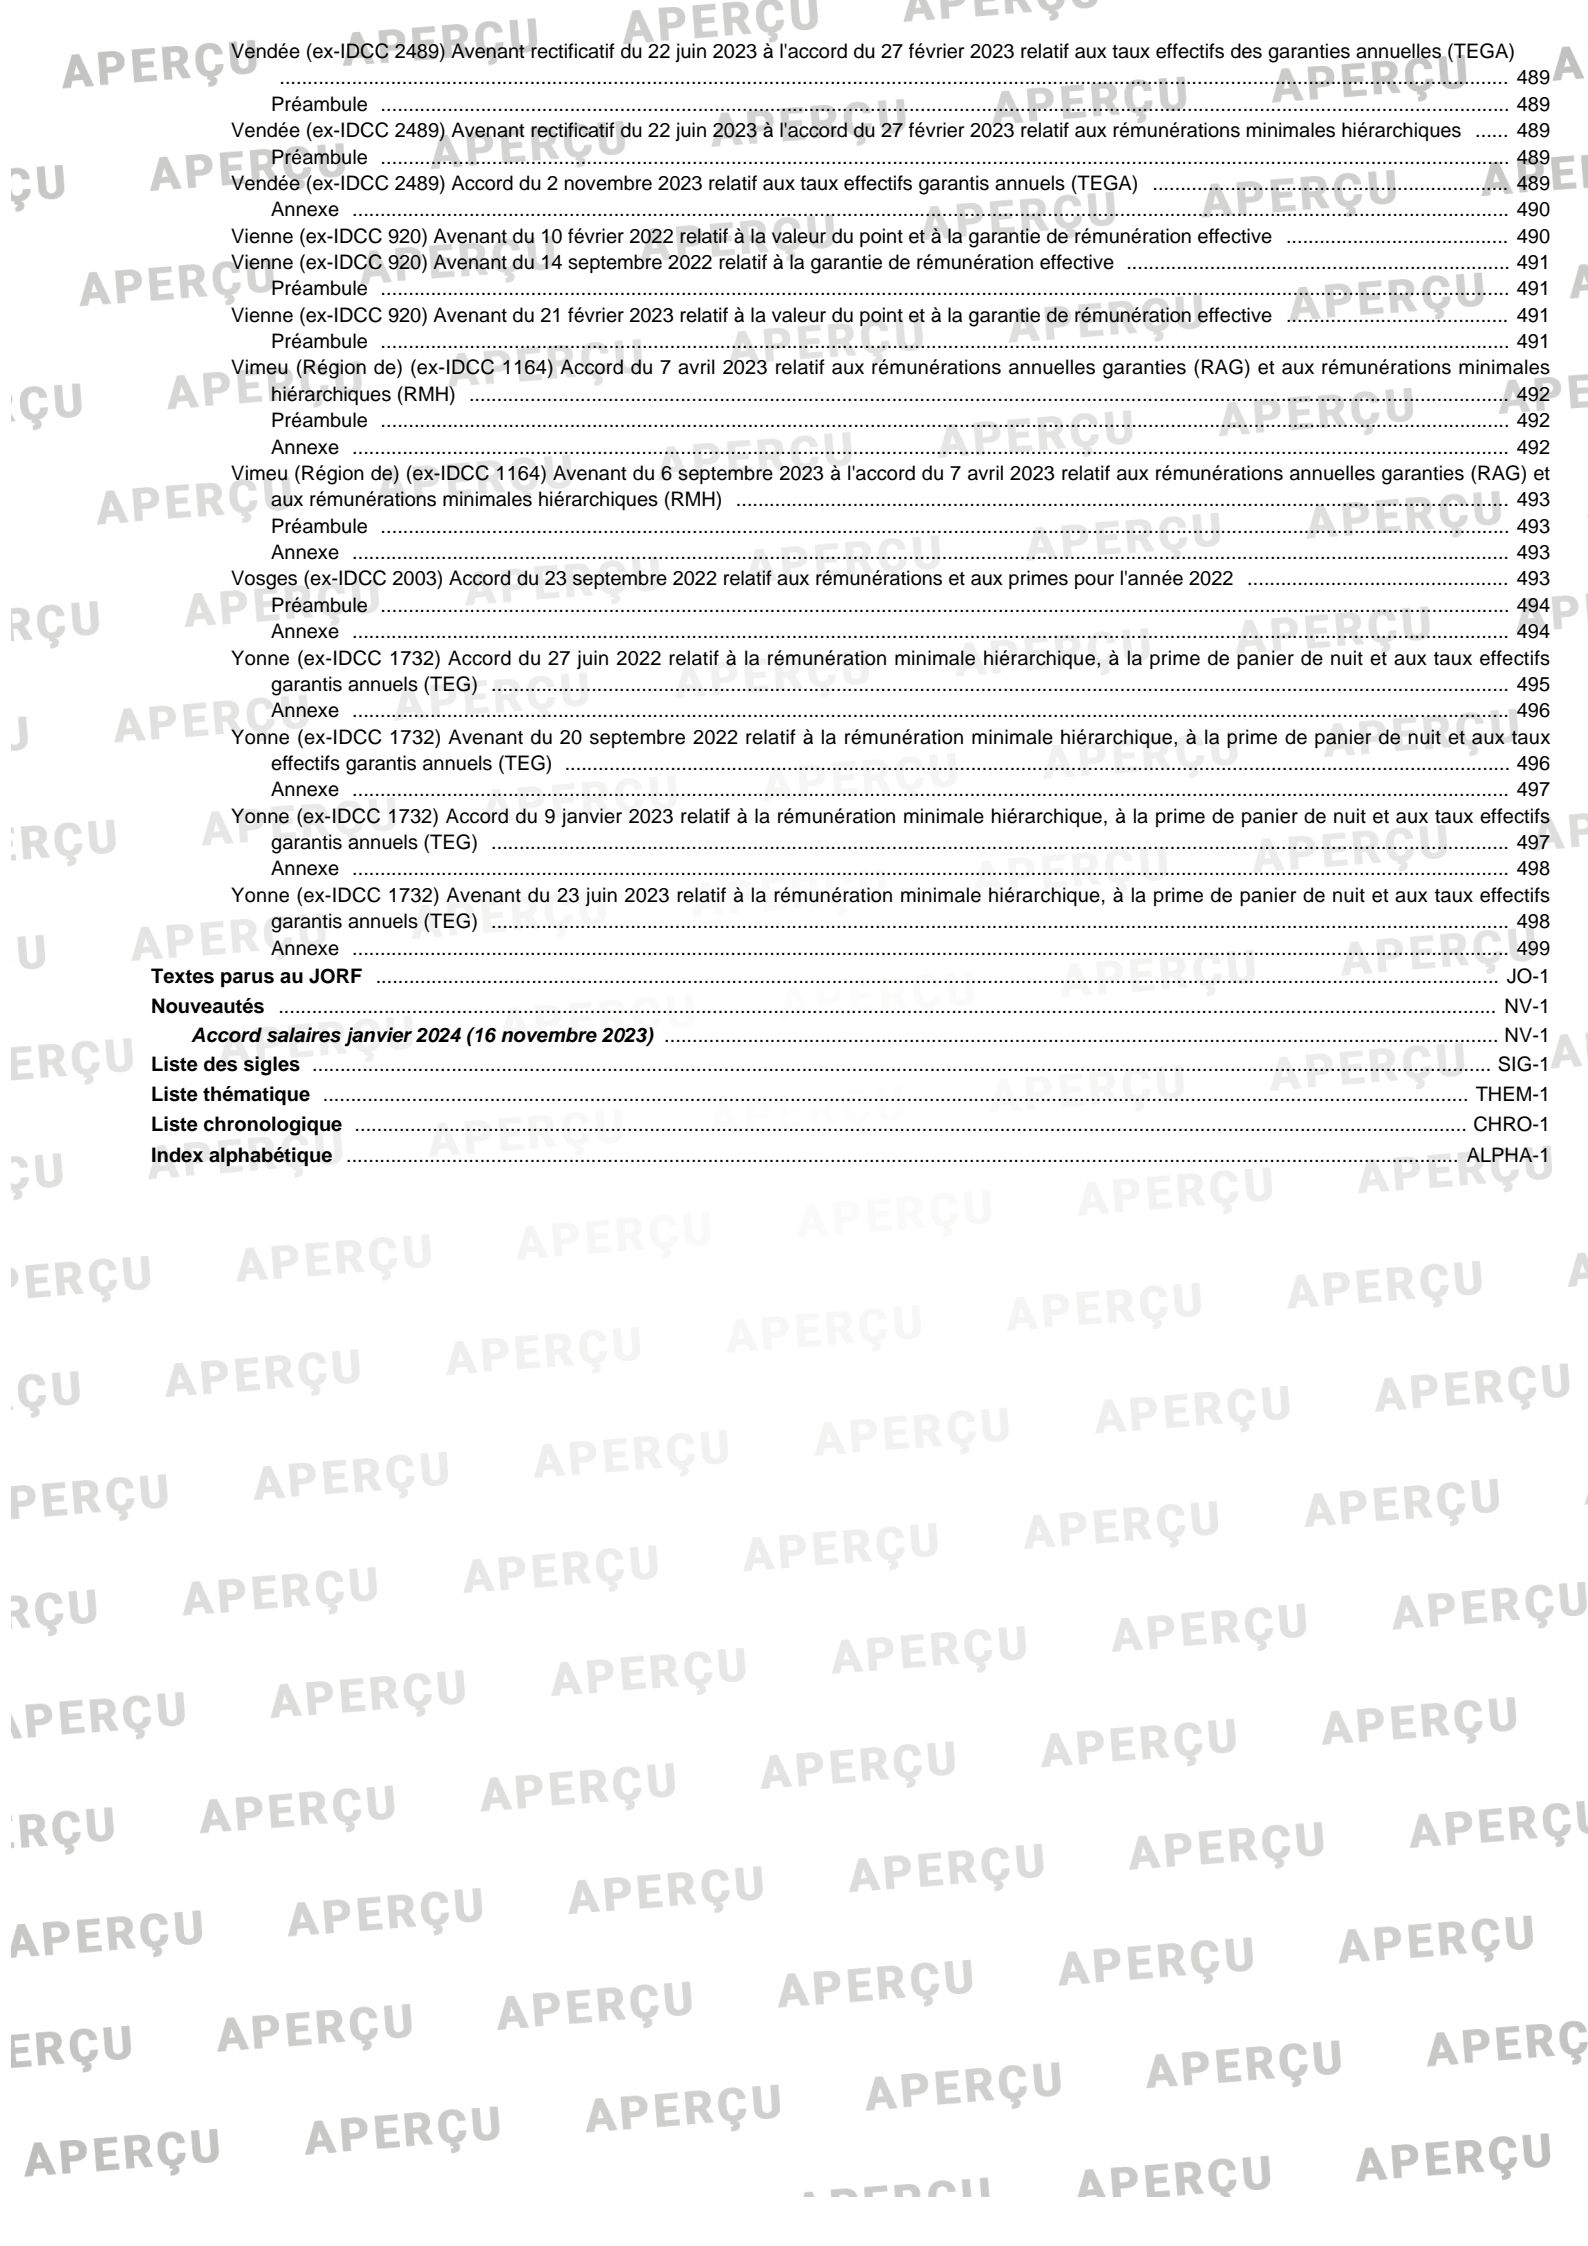 Vendée (ex-IDCC 2489) Avenant rectificatif du 22 juin 2023 à l'accord du 27 février 2023 relatif aux taux effectifs des garanties annuelles (TEGA)
........ 489
Préambule ........ 489
Vendée (ex-IDCC 2489) Avenant rectificatif du 22 juin 2023 à l'accord du 27 février 2023 relatif aux rémunérations minimales hiérarchiques ...... 489
Préambule ........ 489
Vendée (ex-IDCC 2489) Accord du 2 novembre 2023 relatif aux taux effectifs garantis annuels (TEGA) ........ 489
Annexe ........ 490
Vienne (ex-IDCC 920) Avenant du 10 février 2022 relatif à la valeur du point et à la garantie de rémunération effective ........ 490
Vienne (ex-IDCC 920) Avenant du 14 septembre 2022 relatif à la garantie de rémunération effective ........ 491
Préambule ........ 491
Vienne (ex-IDCC 920) Avenant du 21 février 2023 relatif à la valeur du point et à la garantie de rémunération effective ........ 491
Préambule ........ 491
Vimeu (Région de) (ex-IDCC 1164) Accord du 7 avril 2023 relatif aux rémunérations annuelles garanties (RAG) et aux rémunérations minimales
hiérarchiques (RMH) ........ 492
Préambule ........ 492
Annexe ........ 492
Vimeu (Région de) (ex-IDCC 1164) Avenant du 6 septembre 2023 à l'accord du 7 avril 2023 relatif aux rémunérations annuelles garanties (RAG) et
aux rémunérations minimales hiérarchiques (RMH) ........ 493
Préambule ........ 493
Annexe ........ 493
Vosges (ex-IDCC 2003) Accord du 23 septembre 2022 relatif aux rémunérations et aux primes pour l'année 2022 ........ 493
Préambule ........ 494
Annexe ........ 494
Yonne (ex-IDCC 1732) Accord du 27 juin 2022 relatif à la rémunération minimale hiérarchique, à la prime de panier de nuit et aux taux effectifs
garantis annuels (TEG) ........ 495
Annexe ........ 496
Yonne (ex-IDCC 1732) Avenant du 20 septembre 2022 relatif à la rémunération minimale hiérarchique, à la prime de panier de nuit et aux taux
effectifs garantis annuels (TEG) ........ 496
Annexe ........ 497
Yonne (ex-IDCC 1732) Accord du 9 janvier 2023 relatif à la rémunération minimale hiérarchique, à la prime de panier de nuit et aux taux effectifs
garantis annuels (TEG) ........ 497
Annexe ........ 498
Yonne (ex-IDCC 1732) Avenant du 23 juin 2023 relatif à la rémunération minimale hiérarchique, à la prime de panier de nuit et aux taux effectifs
garantis annuels (TEG) ........ 498
Annexe ........ 499
Textes parus au JORF ........ JO-1
Nouveautés ........ NV-1
Accord salaires janvier 2024 (16 novembre 2023) ........ NV-1
Liste des sigles ........ SIG-1
Liste thématique ........ THEM-1
Liste chronologique ........ CHRO-1
Index alphabétique ........ ALPHA-1
APERÇU